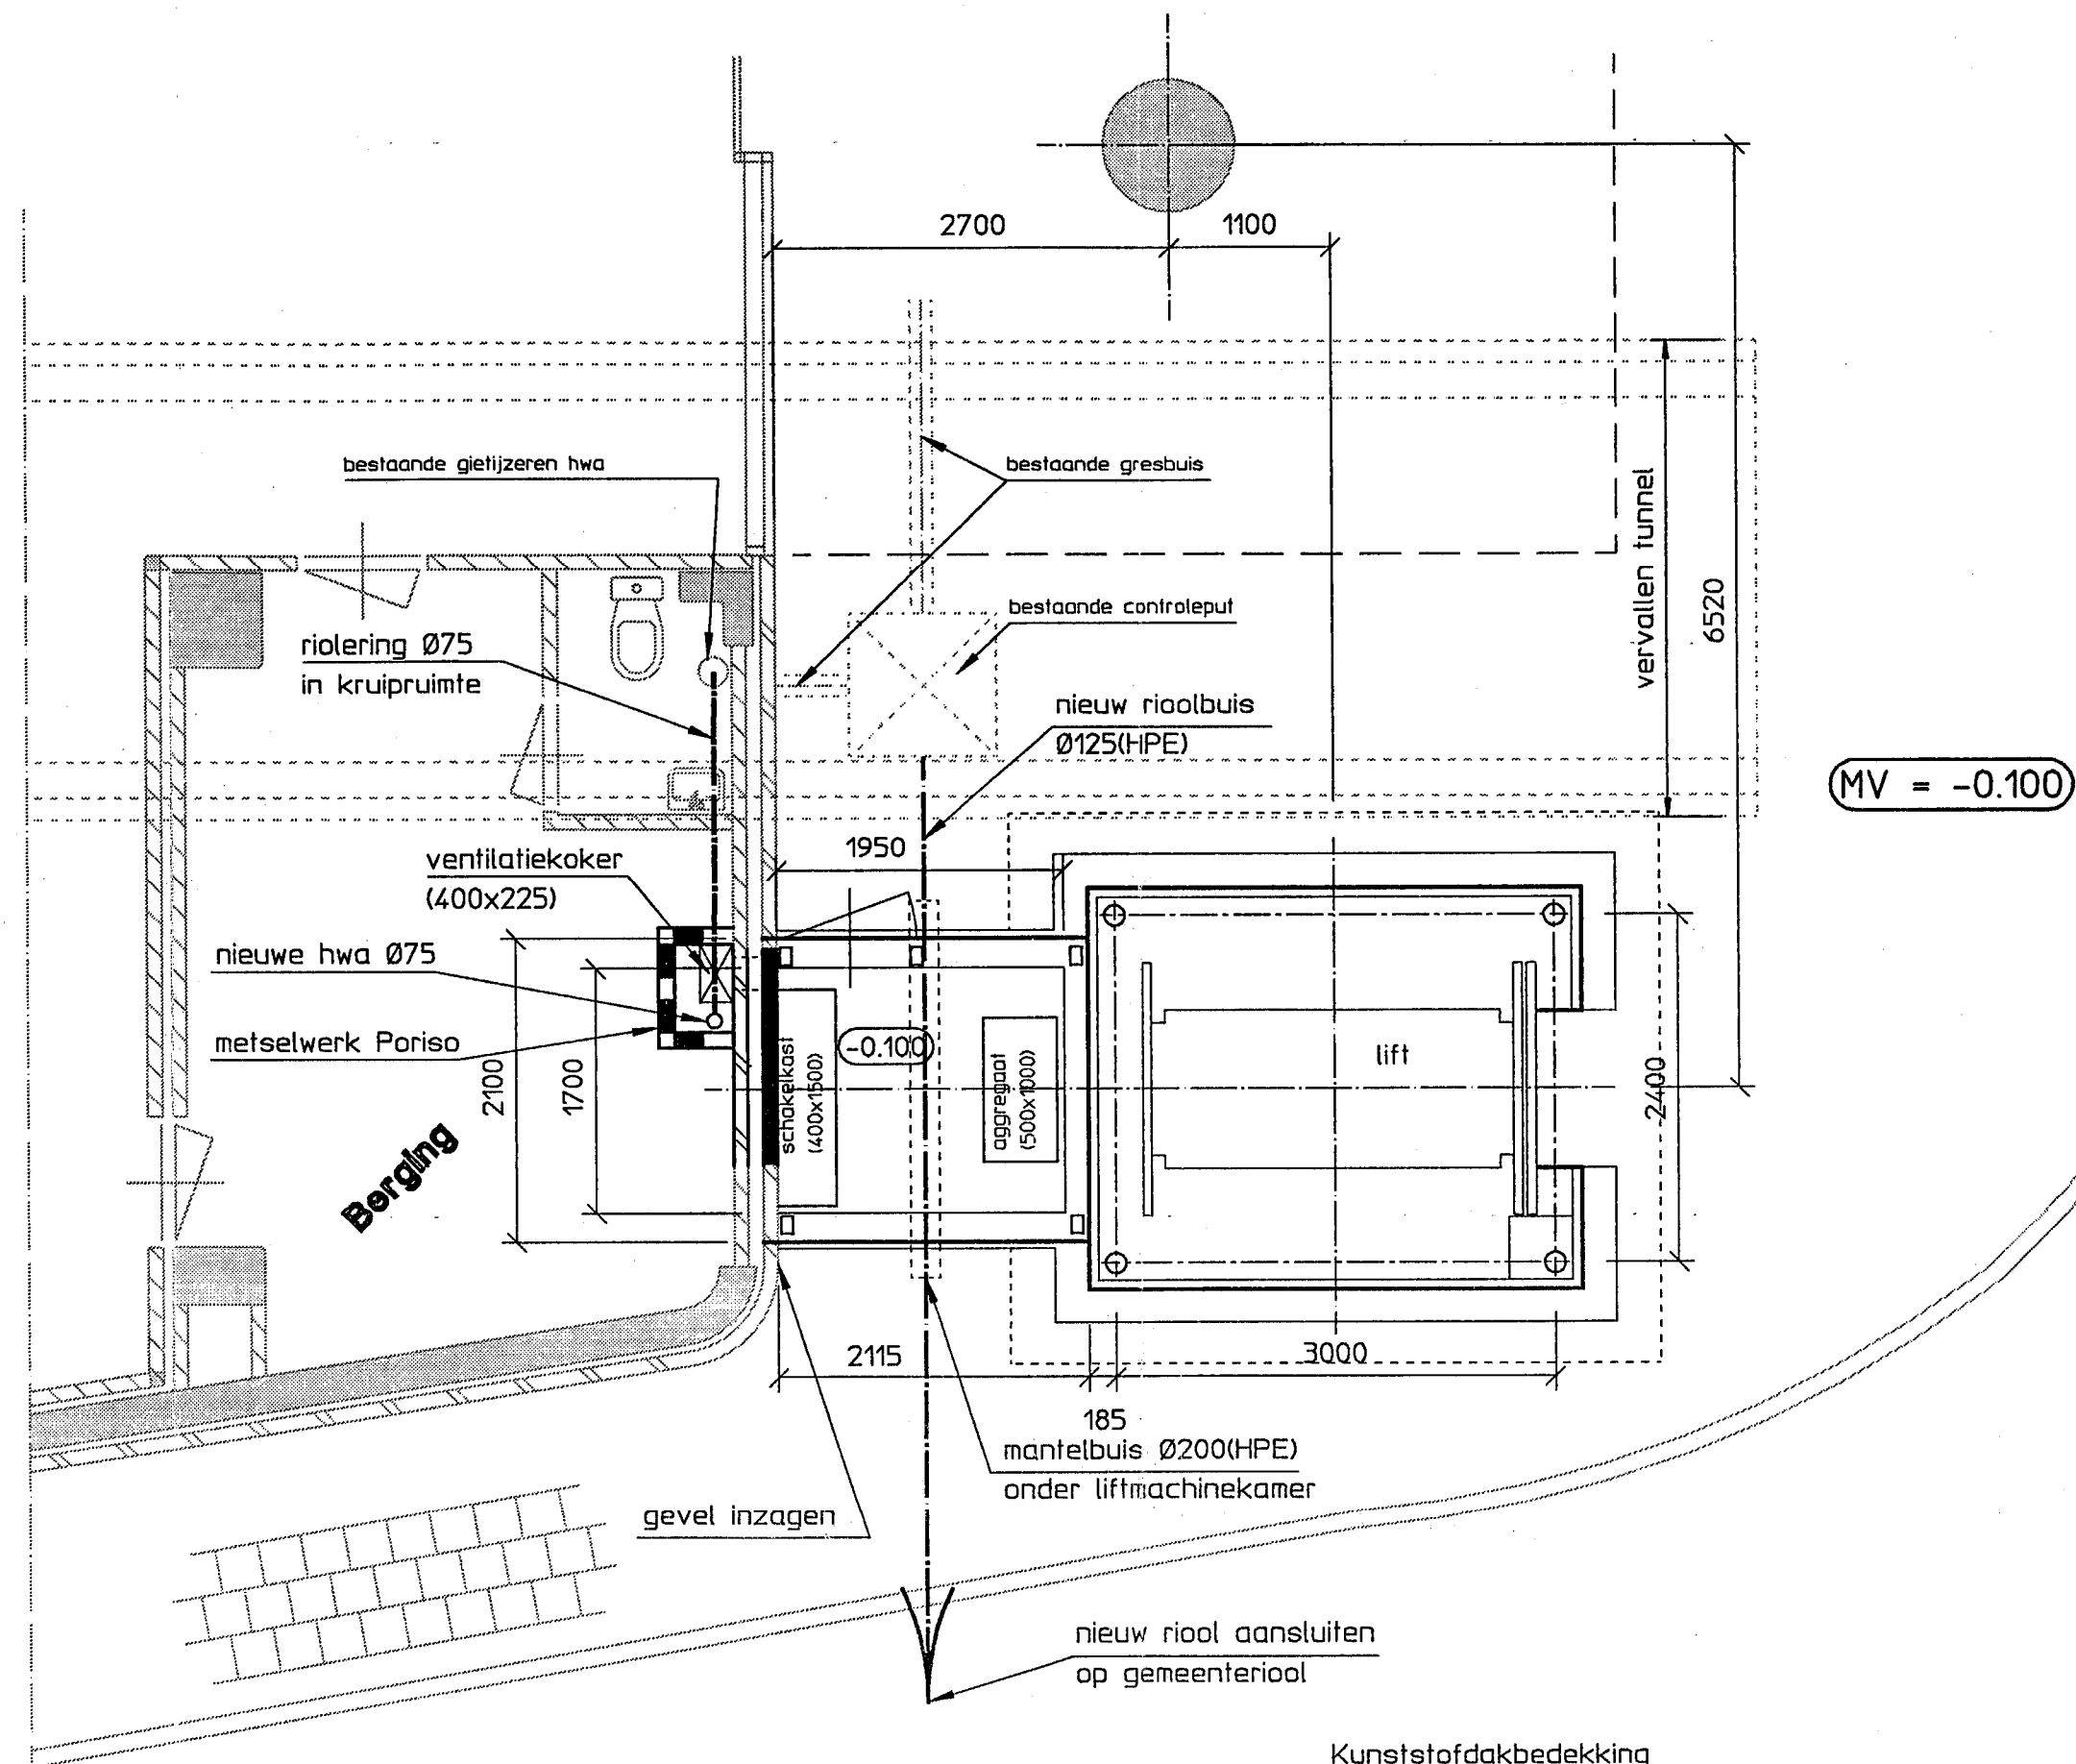 2700
1100
bestaande gietijzeren hwa
bestaande gresbuis
vervallen tunnel
6520
bestaande controleput
riolering Ø75
in kruipruimte
nieuw rioolbuis
Ø125(HPE)
MV = -0.100
1950
ventilatiekoker
(400x225)
nieuwe hwa Ø75
metselwerk Poriso
2100
1700
schakelkast
(400x1500)
-0.100
aggregaat
(500x1000)
lift
2400
Berging
2115
185
3000
mantelbuis Ø200(HPE)
onder liftmachinekamer
gevel inzagen
nieuw riool aansluiten
op gemeenteriool
Kunststofdakbedekking